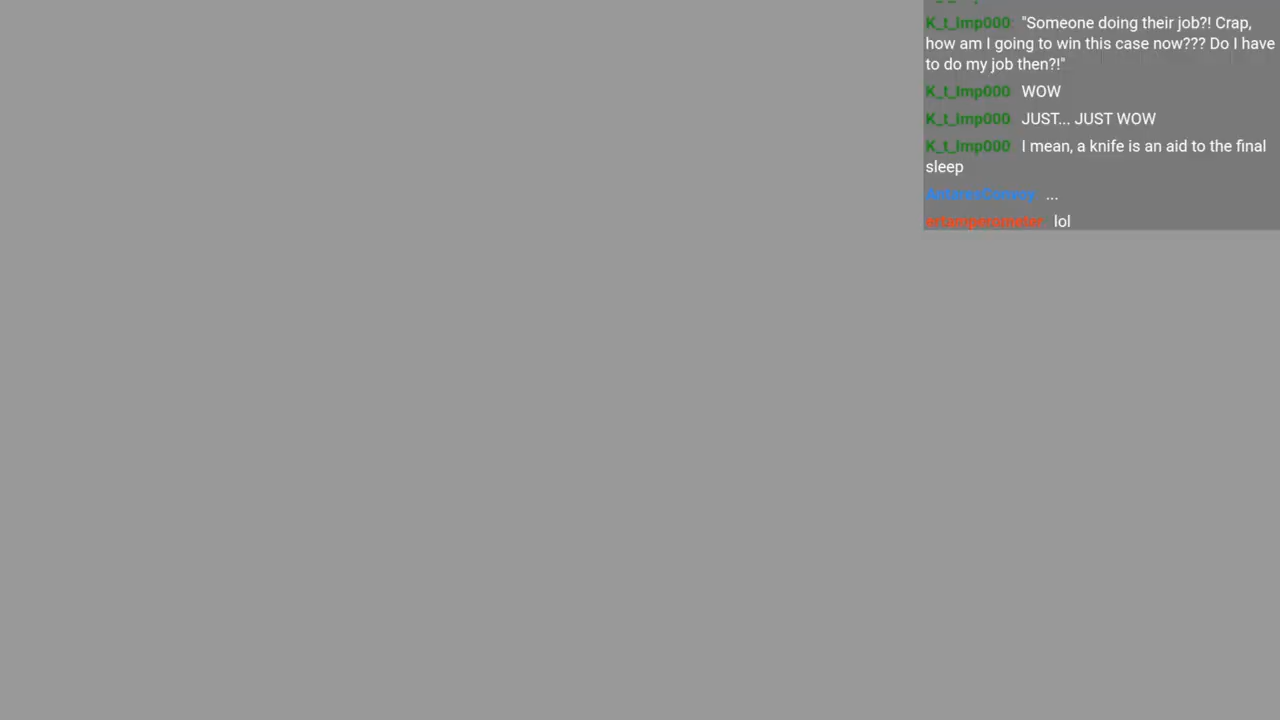 K_t_Imp000: "Someone doing their job?! Crap,
how am I going to win this case now??? Do I have
to do my job then?!"
K_t_Imp000: WOW
K_t_Imp000: JUST... JUST WOW
K_t_Imp000: I mean, a knife is an aid to the final
sleep
...
lol